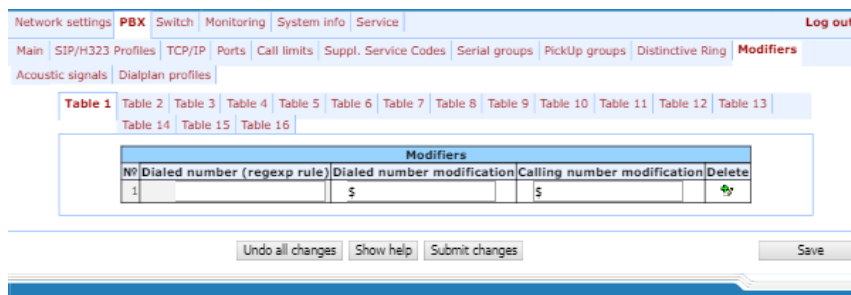 Network settings PBX Switch Monitoring System info Service Log out
Main SIP/H323 Profiles TCP/IP Ports Call limits Suppl. Service Codes Serial groups PickUp groups Distinctive Ring Modifiers
Acoustic signals Dialplan profiles
Table 1 Table 2 Table 3 Table 4 Table 5 Table 6 Table 7 Table 8 Table 9 Table 10 Table 11 Table 12 Table 13
Table 14 Table 15 Table 16
Modifiers
Nº Dialed number (regexp rule) Dialed number modification Calling number modification Delete
1 $ $
Undo all changes Show help Submit changes Save